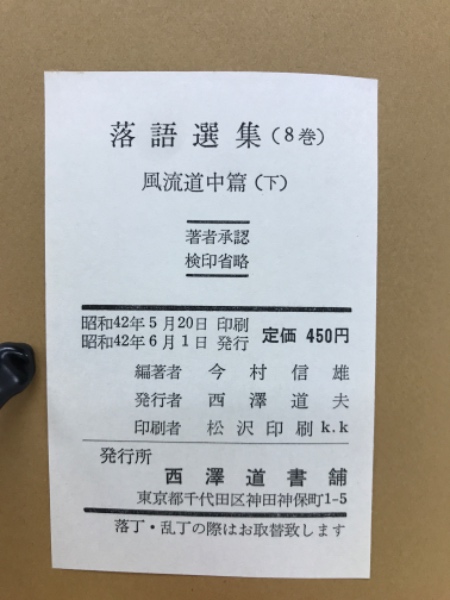 落語選集（8巻）
風流道中篇（下）
著者承認
検印省略
昭和42年5月20日 印刷
昭和42年6月1日 発行
定価 450円
編著者 今村信雄
発行者 西澤道夫
印刷者 松沢印刷k.k
発行所
西澤道書舗
東京都千代田区神田神保町1-5
落丁・乱丁の際はお取替致します